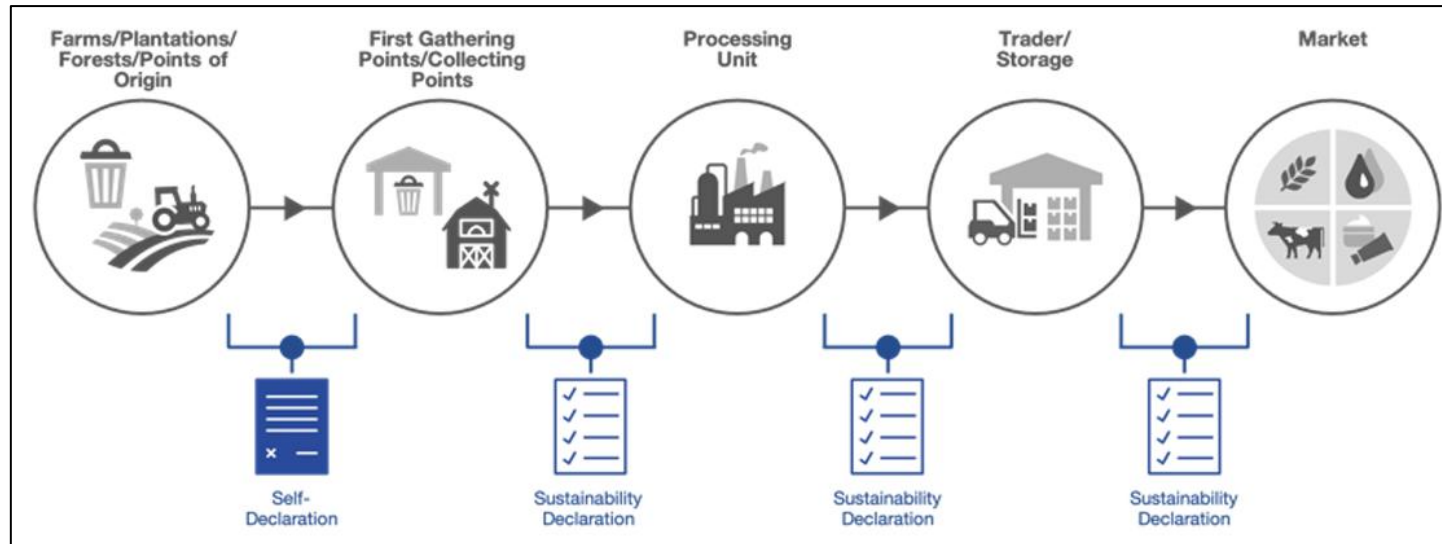 Farms/Plantations/
Forests/Points of
Origin
First Gathering
Points/Collecting
Points
Processing
Unit
Trader/
Storage
Market
Self-
Declaration
Sustainability
Declaration
Sustainability
Declaration
Sustainability
Declaration